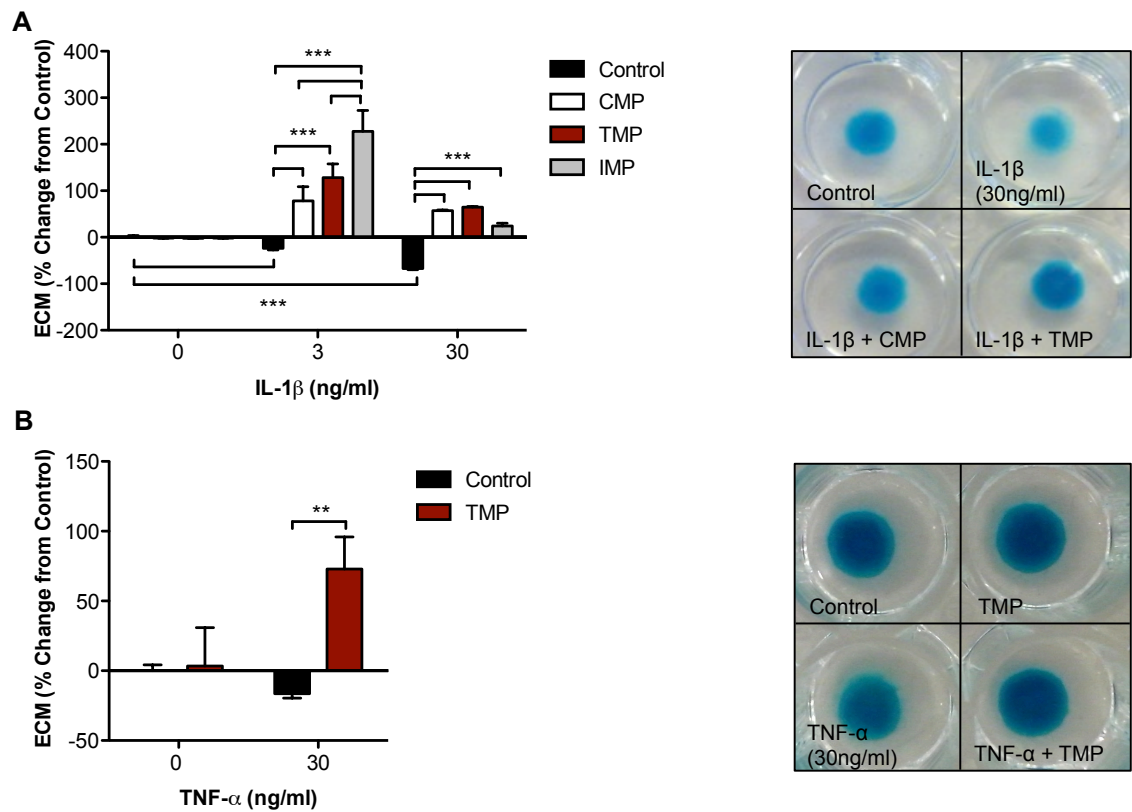 A
ECM (% Change from Control)
400
300
200
100
0
-100
-200
***
***
***
***
0
3
30
IL-1β (ng/ml)
Control
CMP
TMP
IMP
Control
IL-1β
(30ng/ml)
IL-1β + CMP
IL-1β + TMP
B
ECM (% Change from Control)
150
100
50
0
-50
**
0
30
TNF-α (ng/ml)
Control
TMP
Control
TMP
TNF-α
(30ng/ml)
TNF-α + TMP